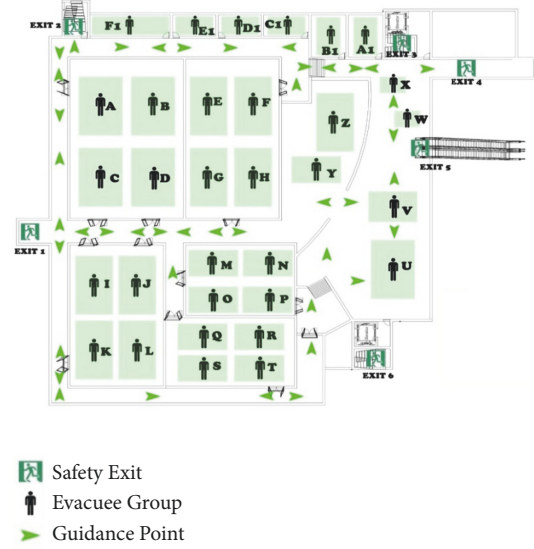 EXIT 2
F1
E1
D1
C1
B1
A1
EXIT 3
EXIT 4
X
W
A
B
E
F
Z
EXIT 5
C
D
G
H
Y
V
EXIT 1
M
N
U
I
J
O
P
Q
R
K
L
S
T
EXIT 6
Safety Exit
Evacuee Group
Guidance Point